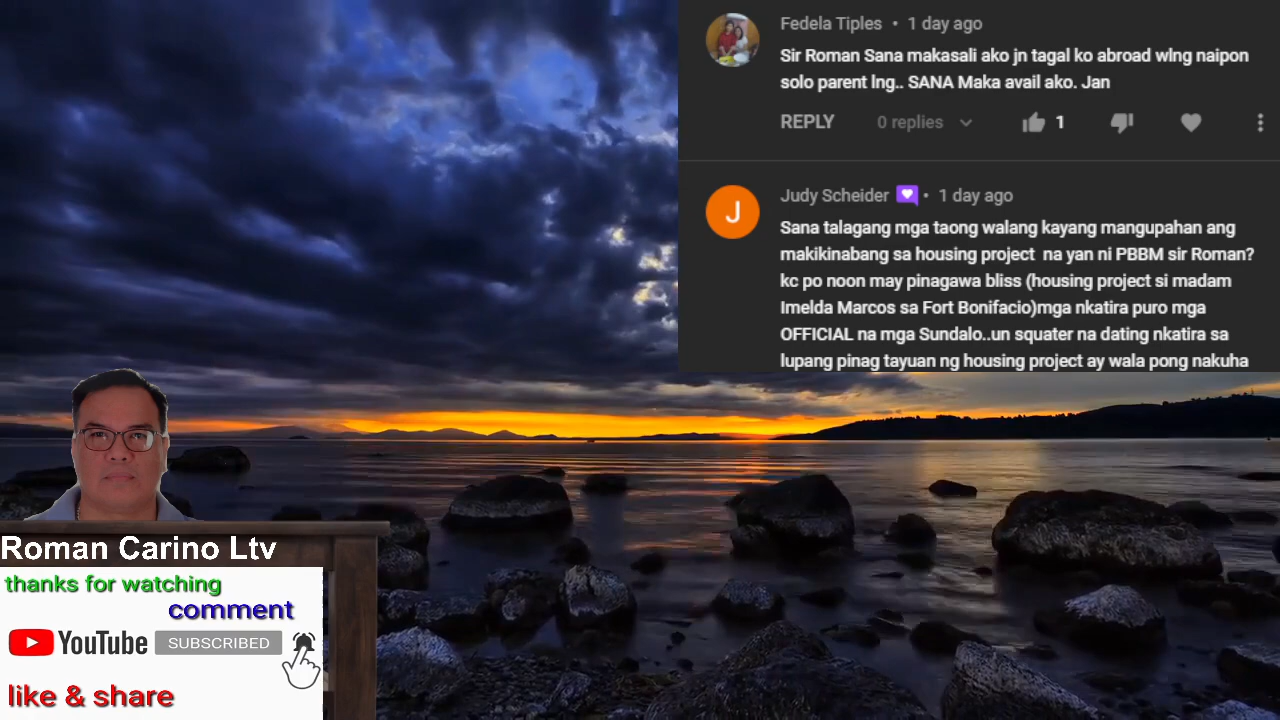 Fedela Tiples • 1 day ago
Sir Roman Sana makasali ako jn tagal ko abroad wlng naipon
solo parent lng.. SANA Maka avail ako. Jan
REPLY 0 replies 1
J
Judy Scheider • 1 day ago
Sana talagang mga taong walang kayang mangupahan ang
makikinabang sa housing project na yan ni PBBM sir Roman?
kc po noon may pinagawa bliss (housing project si madam
Imelda Marcos sa Fort Bonifacio)mga nkatira puro mga
OFFICIAL na mga Sundalo..un squater na dating nkatira sa
lupang pinag tayuan ng housing project ay wala pong nakuha
Roman Carino Ltv
thanks for watching
comment
YouTube SUBSCRIBED
like & share